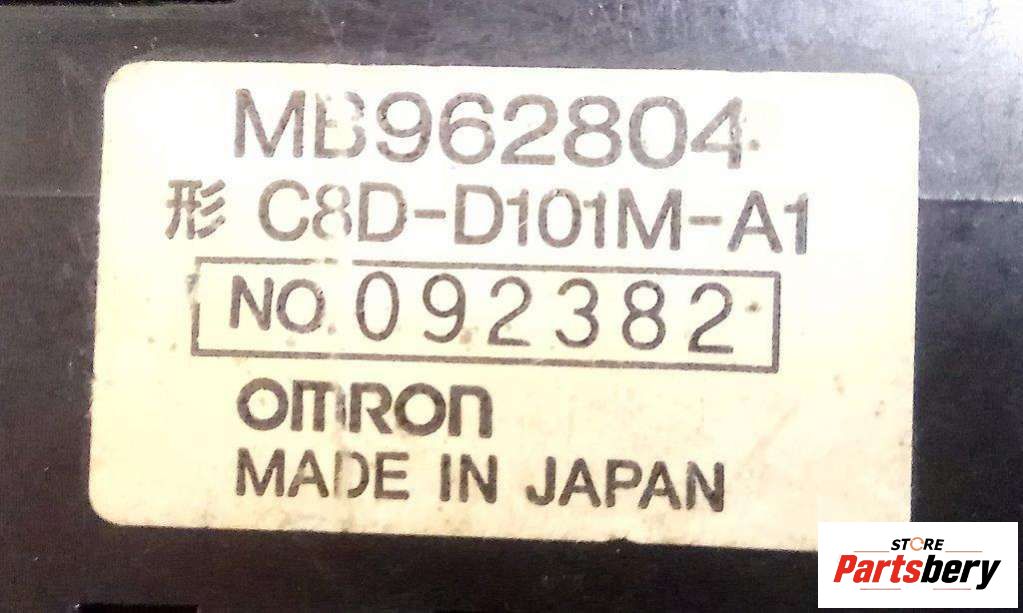 MB962804
形 C8D-D101M-A1
NO.092382
OMRON
MADE IN JAPAN
STORE
Partsbery